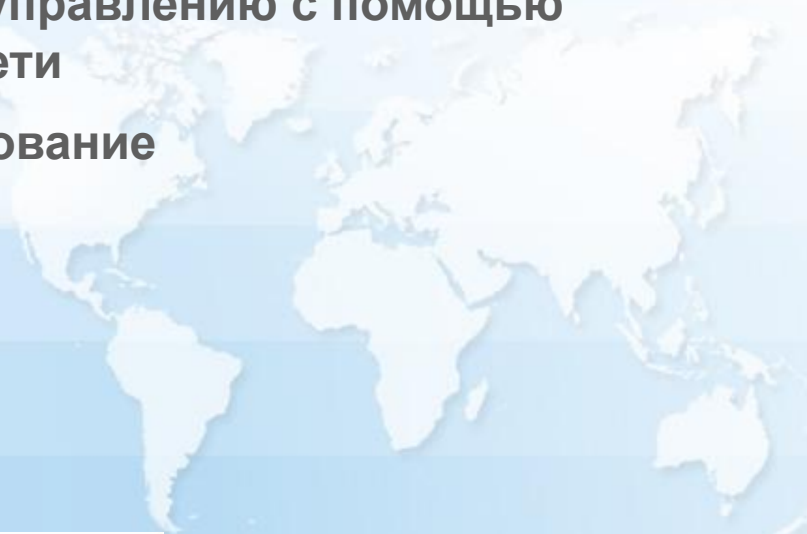 управлению с помощью
ети
ование